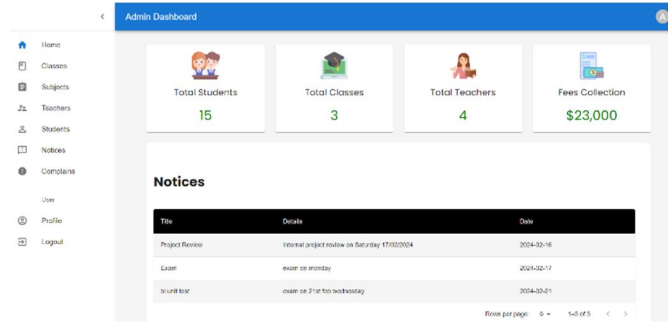 Admin Dashboard
A
Home
Classes
Subjects
Teachers
Students
Notices
Complains
User
Profile
Logout
Total Students
15
Total Classes
3
Total Teachers
4
Fees Collection
$23,000
Notices
Title Details Date
Project Review Internal project review on Saturday 17/02/2024 2024-02-16
Exam exam on monday 2024-02-17
exam on 21st feb wednesday 2024-02-21
Rows per page: 1–3 of 3